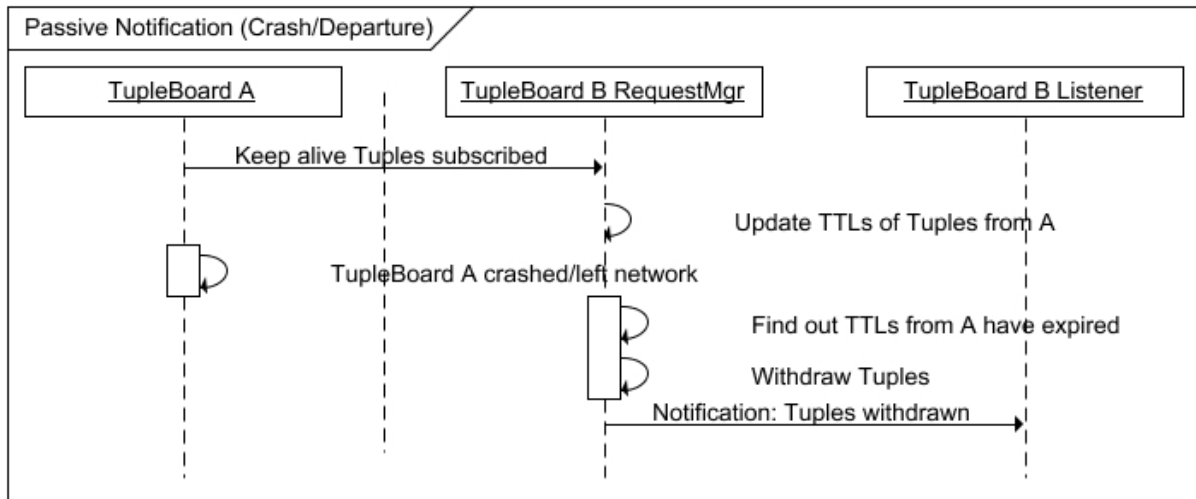 Passive Notification (Crash/Departure)
TupleBoard A
TupleBoard B RequestMgr
TupleBoard B Listener
Keep alive Tuples subscribed
Update TTLs of Tuples from A
TupleBoard A crashed/left network
Find out TTLs from A have expired
Withdraw Tuples
Notification: Tuples withdrawn